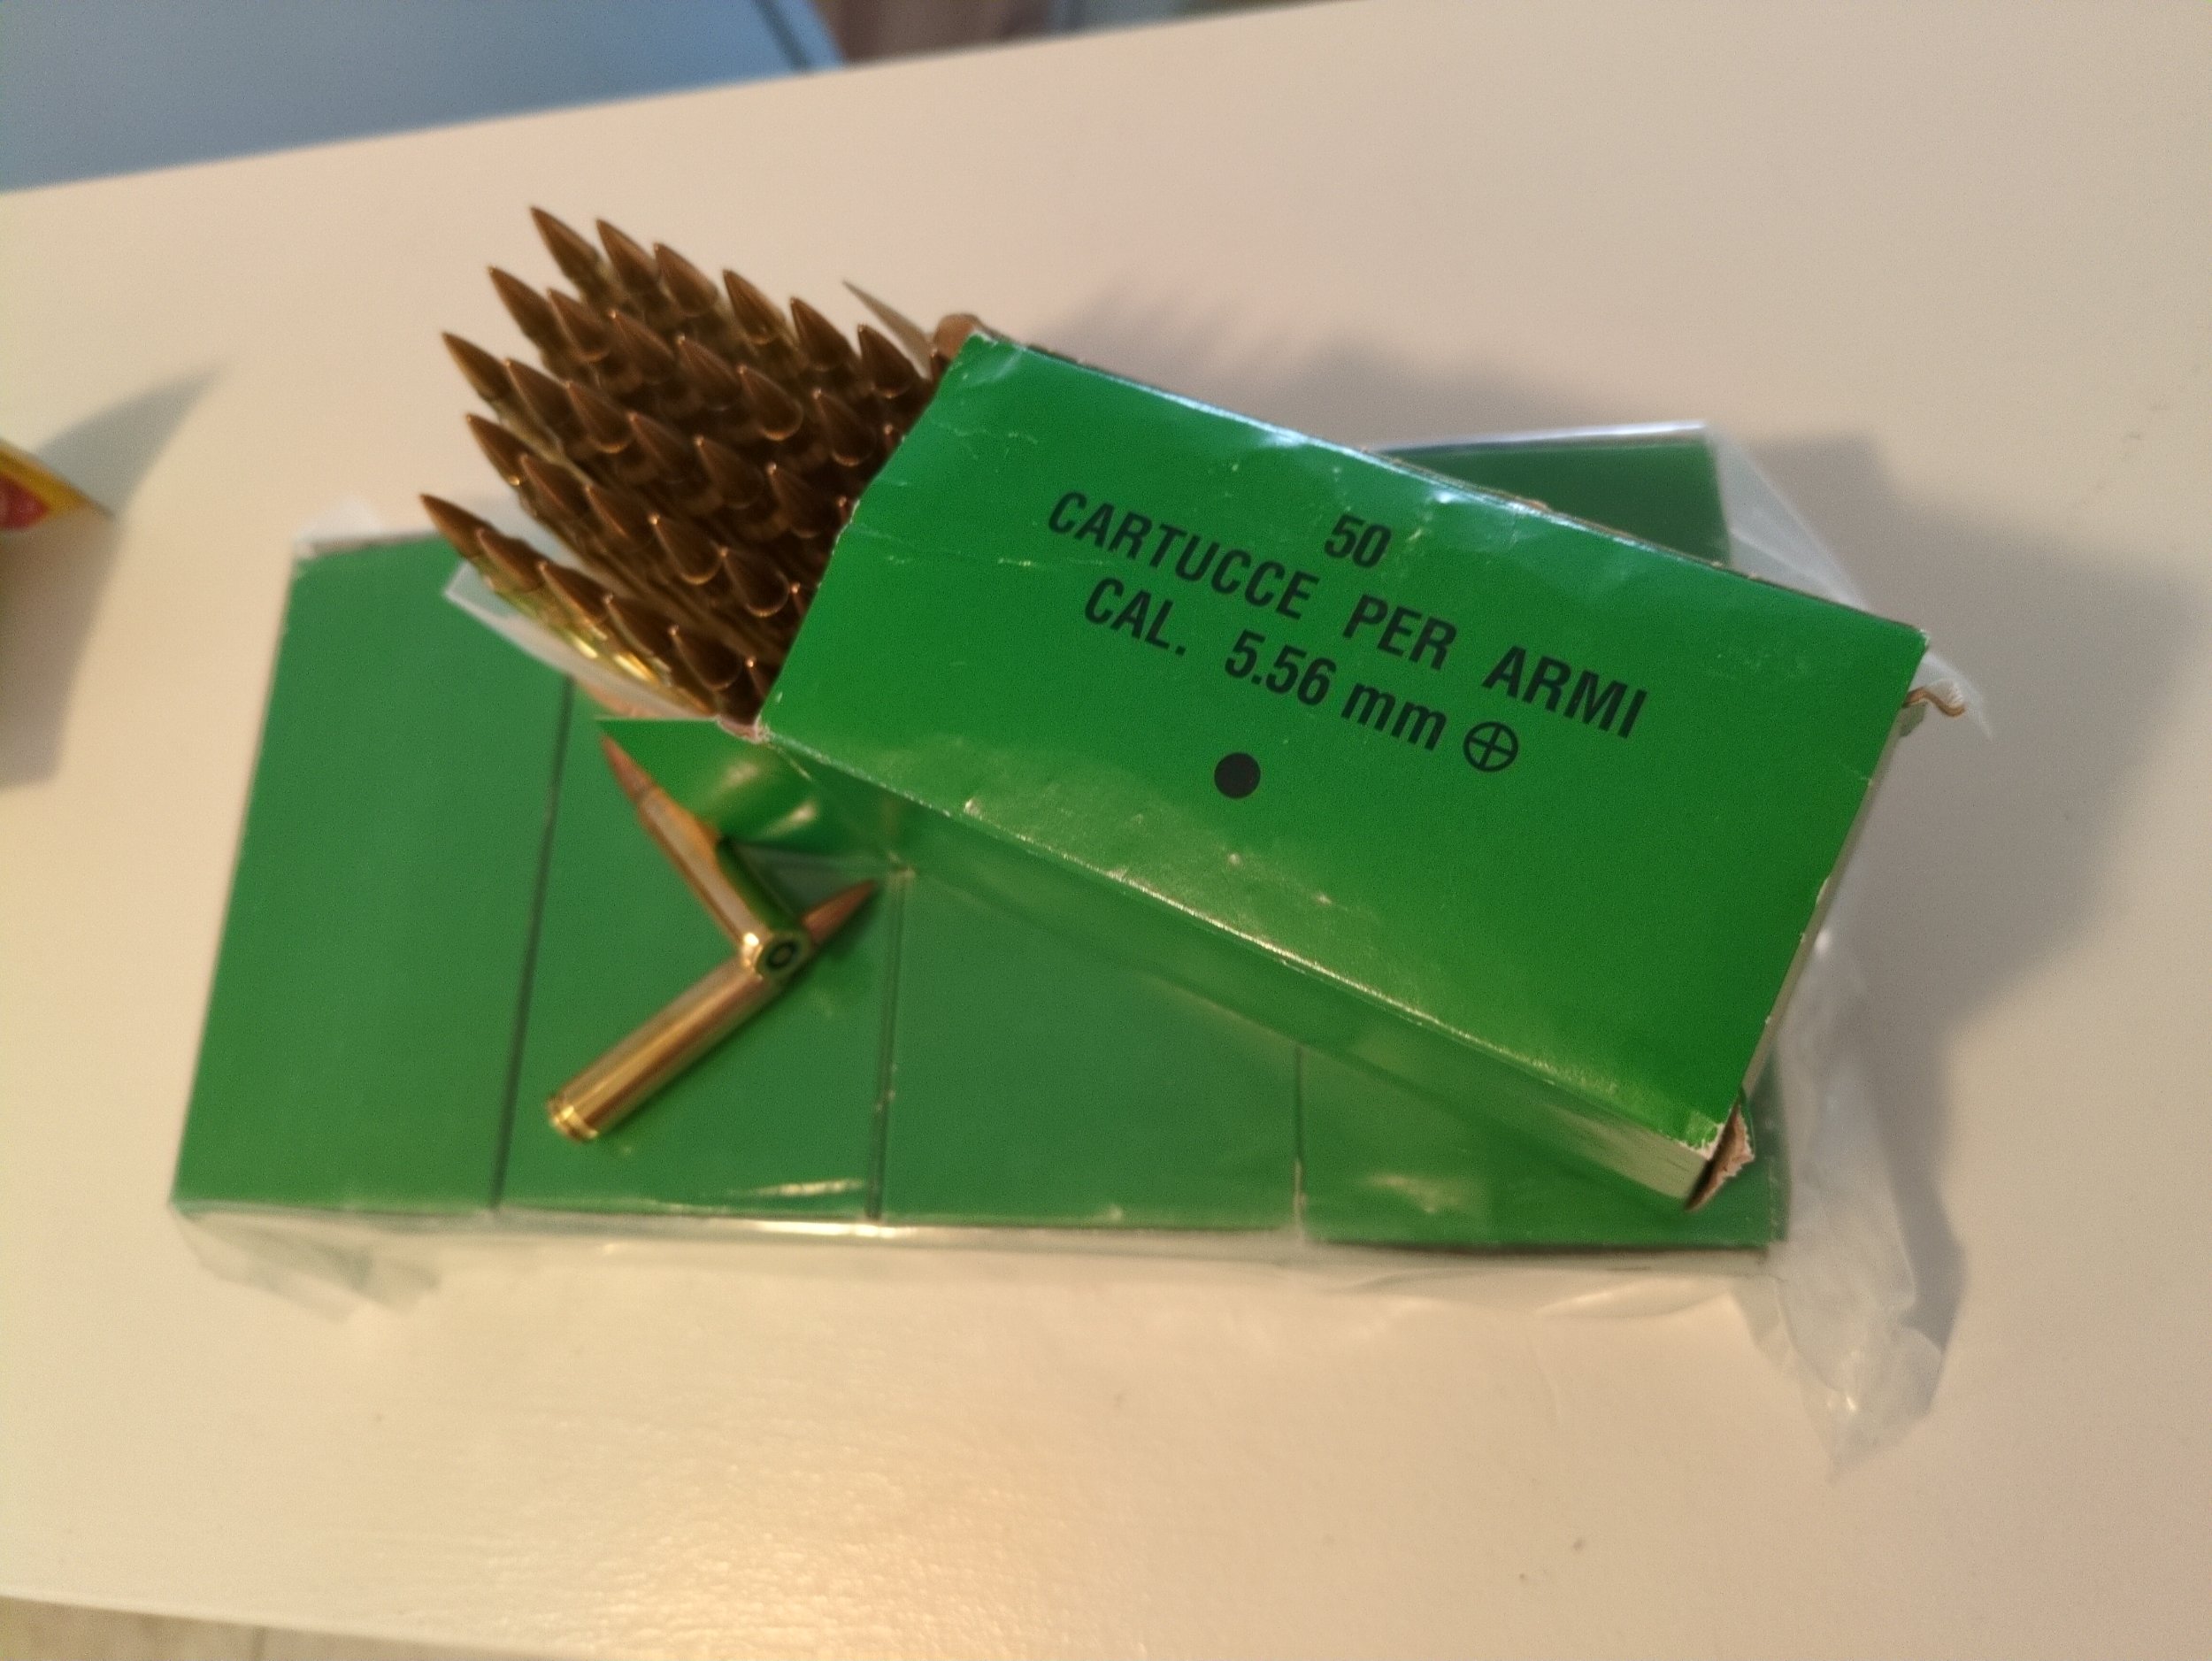 50
CARTUCCE PER ARMI
CAL. 5.56 mm ⊕